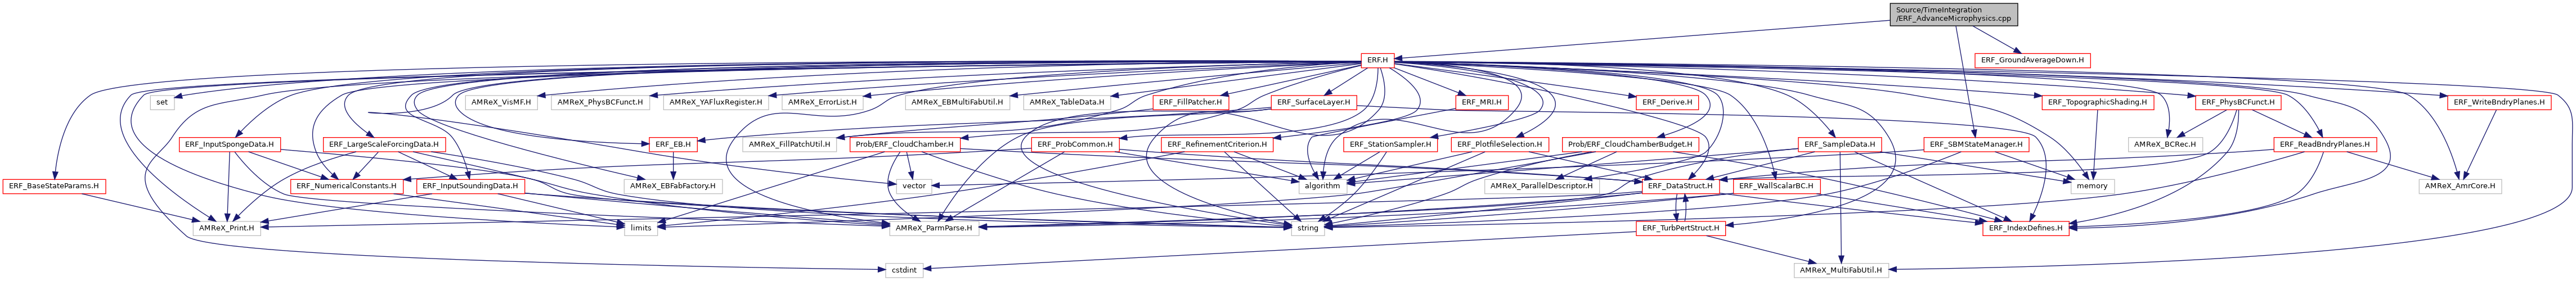 Source/TimeIntegration
/ERF_AdvanceMicrophysics.cpp
ERF.H
ERF_GroundAverageDown.H
set
AMReX_VisMF.H
AMReX_PhysBCFunct.H
AMReX_YAFluxRegister.H
AMReX_ErrorList.H
AMReX_EBMultiFabUtil.H
AMReX_TableData.H
ERF_FillPatcher.H
ERF_SurfaceLayer.H
ERF_MRI.H
ERF_Derive.H
ERF_TopographicShading.H
ERF_PhysBCFunct.H
ERF_WriteBndryPlanes.H
ERF_InputSpongeData.H
ERF_LargeScaleForcingData.H
ERF_EB.H
AMReX_FillPatchUtil.H
Prob/ERF_CloudChamber.H
ERF_ProbCommon.H
ERF_RefinementCriterion.H
ERF_StationSampler.H
ERF_PlotfileSelection.H
Prob/ERF_CloudChamberBudget.H
ERF_SampleData.H
ERF_SBMStateManager.H
AMReX_BCRec.H
ERF_ReadBndryPlanes.H
ERF_BaseStateParams.H
ERF_NumericalConstants.H
ERF_InputSoundingData.H
AMReX_EBFabFactory.H
vector
algorithm
AMReX_ParallelDescriptor.H
ERF_DataStruct.H
ERF_WallScalarBC.H
memory
AMReX_AmrCore.H
AMReX_Print.H
limits
AMReX_ParmParse.H
string
ERF_TurbPertStruct.H
ERF_IndexDefines.H
cstdint
AMReX_MultiFabUtil.H